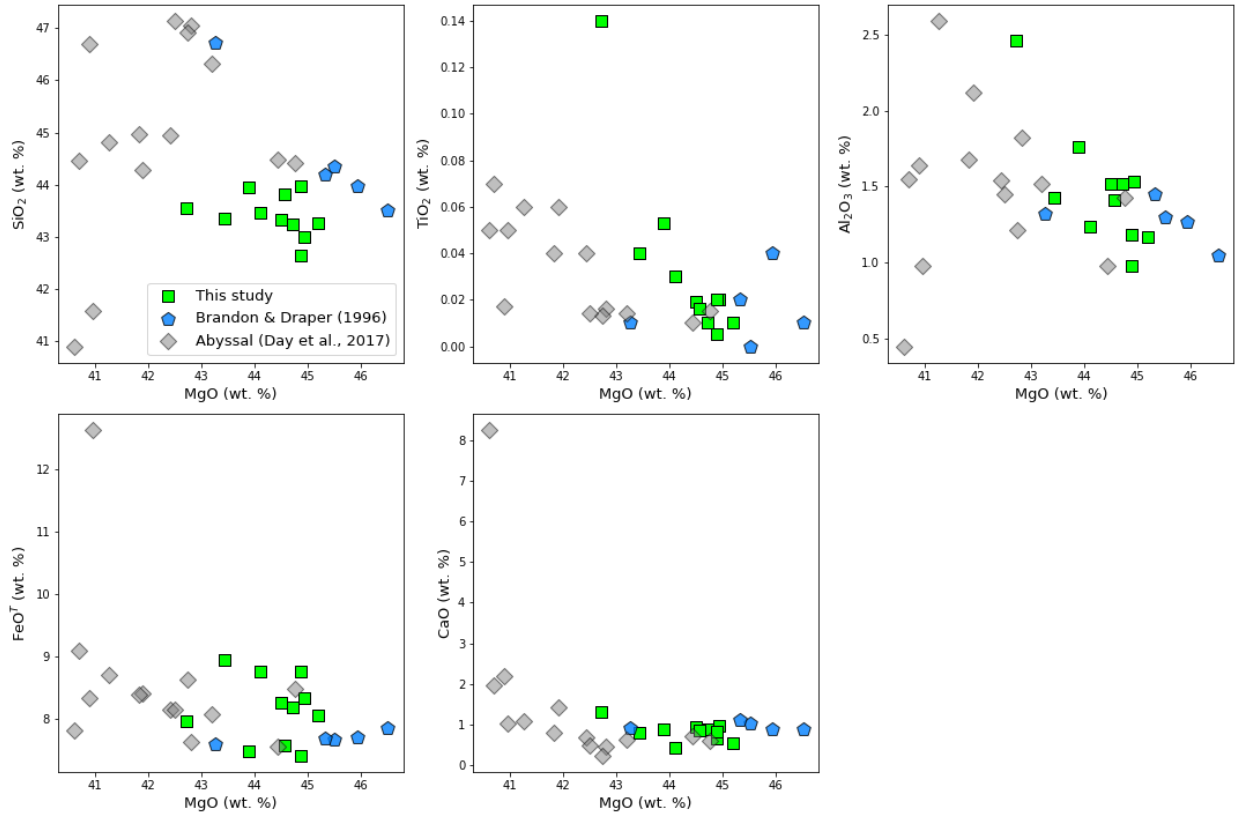 47
46
45
44
43
42
41
SiO₂ (wt. %)
This study
Brandon & Draper (1996)
Abyssal (Day et al., 2017)
41 42 43 44 45 46
MgO (wt. %)
0.14
0.12
0.10
0.08
0.06
0.04
0.02
0.00
TiO₂ (wt. %)
41 42 43 44 45 46
MgO (wt. %)
2.5
2.0
1.5
1.0
0.5
Al₂O₃ (wt. %)
41 42 43 44 45 46
MgO (wt. %)
12
11
10
9
8
FeOᵀ (wt. %)
41 42 43 44 45 46
MgO (wt. %)
8
7
6
5
4
3
2
1
0
CaO (wt. %)
41 42 43 44 45 46
MgO (wt. %)